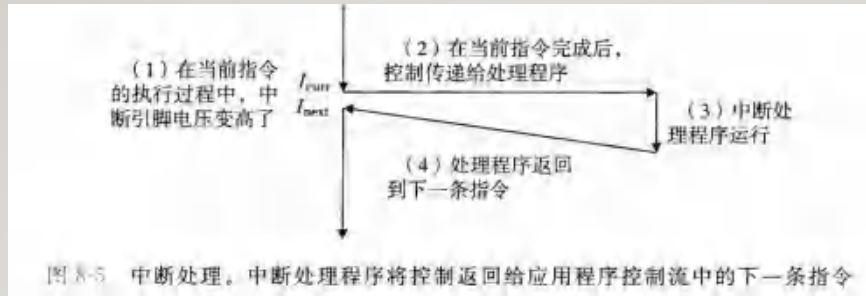 （1）在当前指令
的执行过程中，中
断引脚电压变高了
（2）在当前指令完成后，
控制传递给处理程序
Icurr
Inext
（3）中断处
理程序运行
（4）处理程序返回
到下一条指令
图 8-5 中断处理。中断处理程序将控制返回给应用程序控制流中的下一条指令